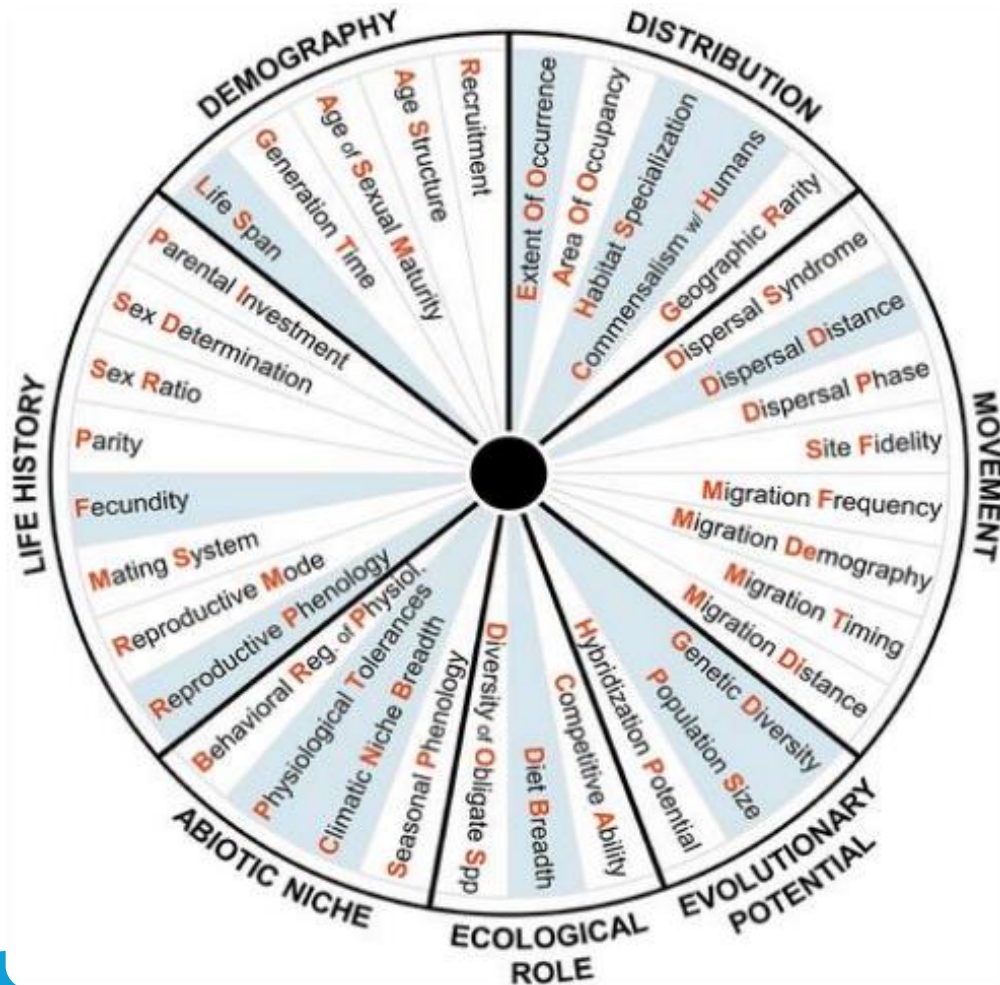 DEMOGRAPHY
Recruitment
Age Structure
Age of Sexual Maturity
Generation Time
Life Span
DISTRIBUTION
Extent Of Occurrence
Area Of Occupancy
Habitat Specialization
Commensalism w/ Humans
Geographic Rarity
MOVEMENT
Dispersal Syndrome
Dispersal Distance
Dispersal Phase
Site Fidelity
Migration Frequency
Migration Demography
Migration Timing
Migration Distance
EVOLUTIONARY
POTENTIAL
Genetic Diversity
Population Size
Hybridization Potential
ECOLOGICAL
ROLE
Competitive Ability
Diet Breadth
Diversity of Obligate Spp
ABIOTIC NICHE
Seasonal Phenology
Climatic Niche Breadth
Physiological Tolerances
Behavioral Reg. of Physiol.
LIFE HISTORY
Reproductive Phenology
Reproductive Mode
Mating System
Fecundity
Parity
Sex Ratio
Sex Determination
Parental Investment